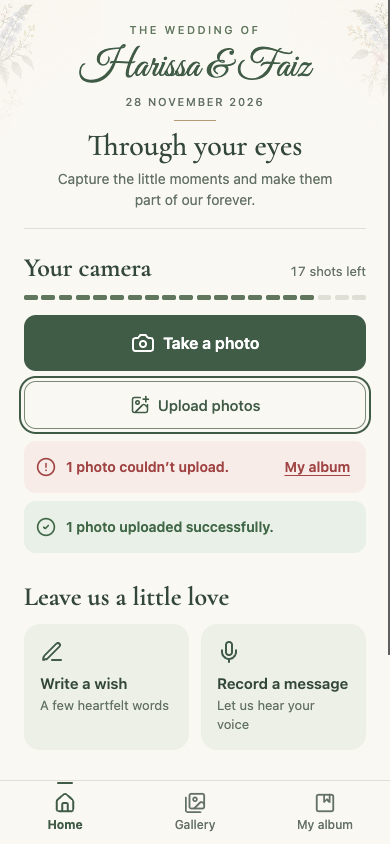 THE WEDDING OF
Harissa & Faiz
28 NOVEMBER 2026
Through your eyes
Capture the little moments and make them
part of our forever.
Your camera
17 shots left
Take a photo
Upload photos
1 photo couldn’t upload.
My album
1 photo uploaded successfully.
Leave us a little love
Write a wish
A few heartfelt words
Record a message
Let us hear your
voice
Home
Gallery
My album